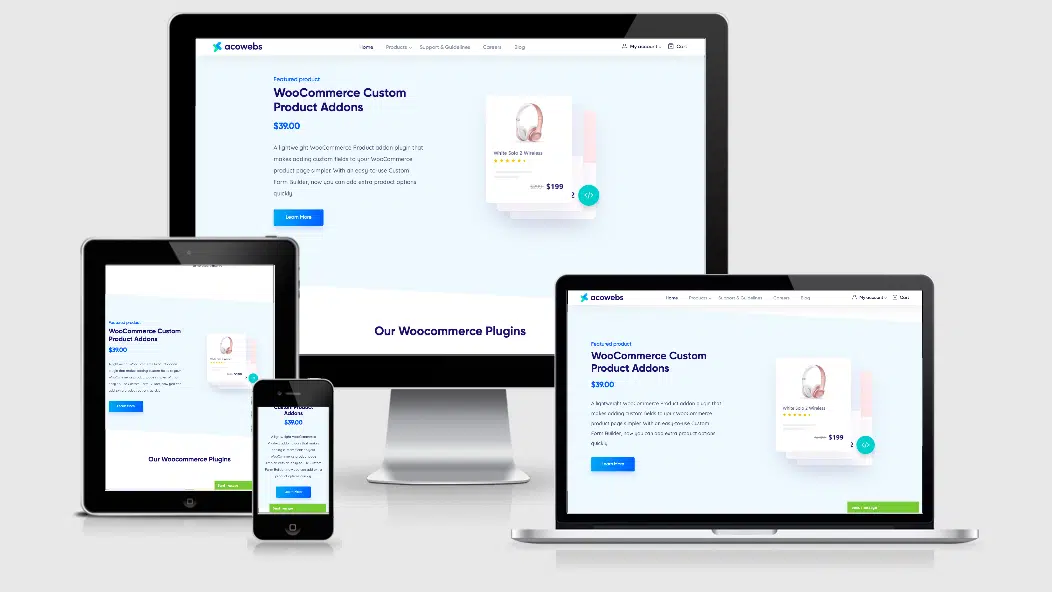 acowebs
Home Products Support & Guidelines Careers Blog My account Cart
Featured product
WooCommerce Custom
Product Addons
$39.00
A lightweight WooCommerce Product addon plugin that
makes adding custom fields to your WooCommerce
product page simpler. With an easy-to-use Custom
Form Builder, now you can add extra product options
quickly.
Learn More
White Solo 2 Wireless
$299 $199
2
</>
Our Woocommerce Plugins
Featured product
WooCommerce Custom
Product Addons
$39.00
Learn More
Our Woocommerce Plugins
Custom Product
Addons
$39.00
A lightweight WooCommerce
Learn More
acowebs
Home Products Support & Guidelines Careers Blog My account Cart
Featured product
WooCommerce Custom
Product Addons
$39.00
A lightweight WooCommerce Product addon plugin that
makes adding custom fields to your WooCommerce
product page simpler. With an easy-to-use Custom
Form Builder, now you can add extra product options
quickly.
Learn More
White Solo 2 Wireless
$199
2
</>